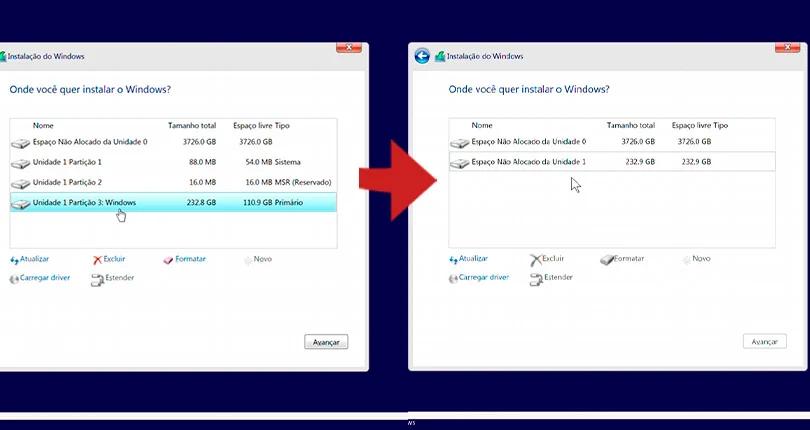 Instalação do Windows
Onde você quer instalar o Windows?
Nome Tamanho total Espaço livre Tipo
Espaço Não Alocado da Unidade 0 3726.0 GB 3726.0 GB
Unidade 1 Partição 1 88.0 MB 54.0 MB Sistema
Unidade 1 Partição 2 16.0 MB 16.0 MB MSR (Reservado)
Unidade 1 Partição 3: Windows 232.8 GB 110.9 GB Primário
Atualizar Excluir Formatar Novo
Carregar driver Estender
Avançar
Instalação do Windows
Onde você quer instalar o Windows?
Nome Tamanho total Espaço livre Tipo
Espaço Não Alocado da Unidade 0 3726.0 GB 3726.0 GB
Espaço Não Alocado da Unidade 1 232.9 GB 232.9 GB
Atualizar Excluir Formatar Novo
Carregar driver Estender
Avançar